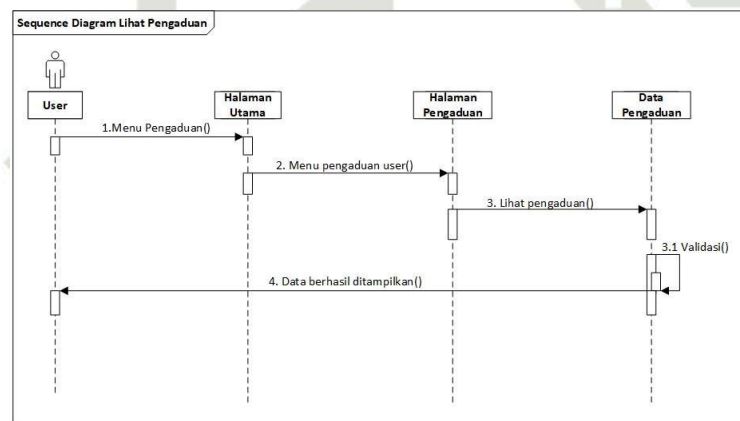 Sequence Diagram Lihat Pengaduan
User
Halaman
Utama
Halaman
Pengaduan
Data
Pengaduan
1.Menu Pengaduan()
2. Menu pengaduan user()
3. Lihat pengaduan()
3.1 Validasi()
4. Data berhasil ditampilkan()